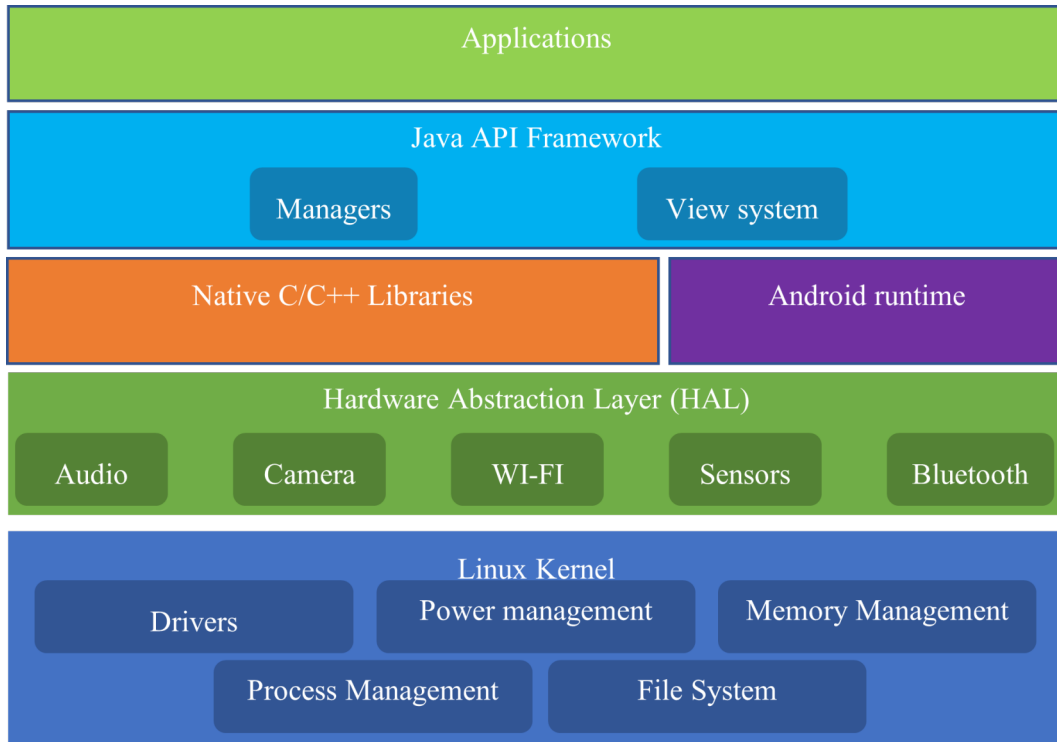 Applications
Java API Framework
Managers
View system
Native C/C++ Libraries
Android runtime
Hardware Abstraction Layer (HAL)
Audio
Camera
WI-FI
Sensors
Bluetooth
Linux Kernel
Drivers
Power management
Memory Management
Process Management
File System